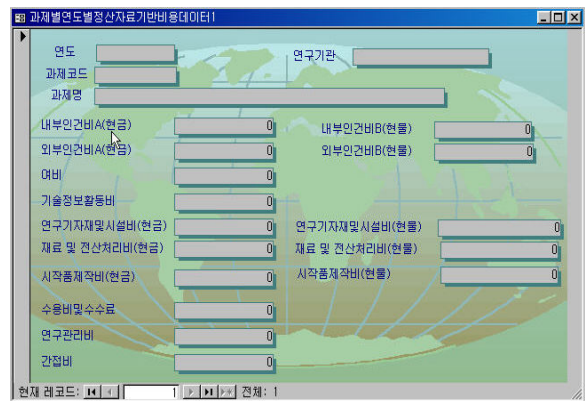 과제별연도별정산자료기반비용데이터1
연도 연구기관
과제코드
과제명
내부인건비A(현금) 0 내부인건비B(현물) 0
외부인건비A(현금) 0 외부인건비B(현물) 0
여비 0
기술정보활동비 0
연구기자재및시설비(현금) 0 연구기자재및시설비(현물) 0
재료 및 전산처리비(현금) 0 재료 및 전산처리비(현물) 0
시작품제작비(현금) 0 시작품제작비(현물) 0
수용비및수수료 0
연구관리비 0
간접비 0
현재 레코드: 1 전체: 1